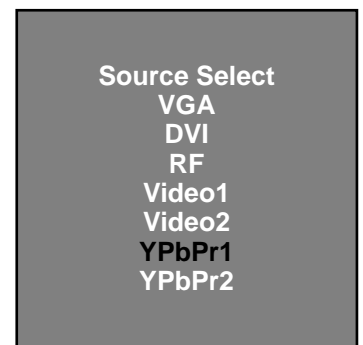 Source Select
VGA
DVI
RF
Video1
Video2
YPbPr1
YPbPr2